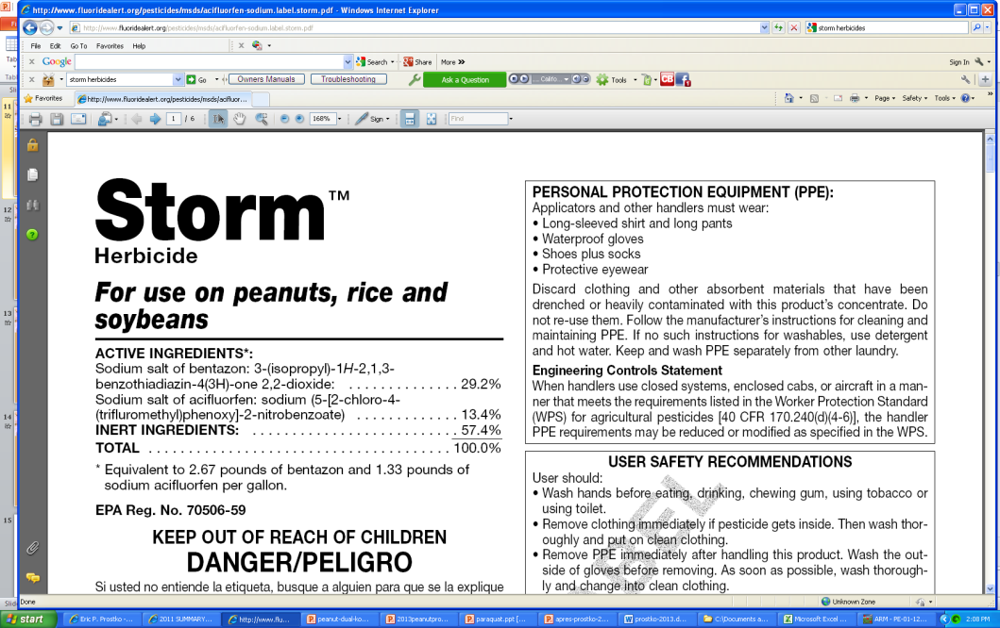 http://www.fluoridealert.org/pesticides/msds/acifluorfen-sodium.label.storm.pdf - Windows Internet Explorer
http://www.fluoridealert.org/pesticides/msds/acifluorfen-sodium.label.storm.pdf
storm herbicides
File Edit Go To Favorites Help
Google Search Share More » Sign In
storm herbicides Go Owners Manuals Troubleshooting Ask a Question Tools CB
Favorites http://www.fluoridealert.org/pesticides/msds/acifluor... Page Safety Tools
1 / 6 168% Sign Find
11
12
13
14
15
Storm™
Herbicide
For use on peanuts, rice and
soybeans
ACTIVE INGREDIENTS*:
Sodium salt of bentazon: 3-(isopropyl)-1H-2,1,3-
benzothiadiazin-4(3H)-one 2,2-dioxide: . . . . . . . . . . . . . . 29.2%
Sodium salt of acifluorfen: sodium (5-[2-chloro-4-
(trifluromethyl)phenoxy]-2-nitrobenzoate) . . . . . . . . . . . . . 13.4%
INERT INGREDIENTS: . . . . . . . . . . . . . . . . . . . . . . . . . . 57.4%
TOTAL . . . . . . . . . . . . . . . . . . . . . . . . . . . . . . . . . . . . . . 100.0%
* Equivalent to 2.67 pounds of bentazon and 1.33 pounds of
sodium acifluorfen per gallon.
EPA Reg. No. 70506-59
KEEP OUT OF REACH OF CHILDREN
DANGER/PELIGRO
Si usted no entiende la etiqueta, busque a alguien para que se la explique
PERSONAL PROTECTION EQUIPMENT (PPE):
Applicators and other handlers must wear:
• Long-sleeved shirt and long pants
• Waterproof gloves
• Shoes plus socks
• Protective eyewear
Discard clothing and other absorbent materials that have been
drenched or heavily contaminated with this product's concentrate. Do
not re-use them. Follow the manufacturer's instructions for cleaning and
maintaining PPE. If no such instructions for washables, use detergent
and hot water. Keep and wash PPE separately from other laundry.
Engineering Controls Statement
When handlers use closed systems, enclosed cabs, or aircraft in a man-
ner that meets the requirements listed in the Worker Protection Standard
(WPS) for agricultural pesticides [40 CFR 170.240(d)(4-6)], the handler
PPE requirements may be reduced or modified as specified in the WPS.
USER SAFETY RECOMMENDATIONS
User should:
• Wash hands before eating, drinking, chewing gum, using tobacco or
using toilet.
• Remove clothing immediately if pesticide gets inside. Then wash thor-
oughly and put on clean clothing.
• Remove PPE immediately after handling this product. Wash the out-
side of gloves before removing. As soon as possible, wash thorough-
ly and change into clean clothing.
Done Unknown Zone
start Eric P. Prostko -... 2011 SUMMARY... http://www.flu... peanut-dual-ko... 2013peanutpro... paraquat.ppt [... apres-prostko-2... prostko-2013.d... C:\Documents a... Microsoft Excel ... ARM - PE-01-12... 2:08 PM